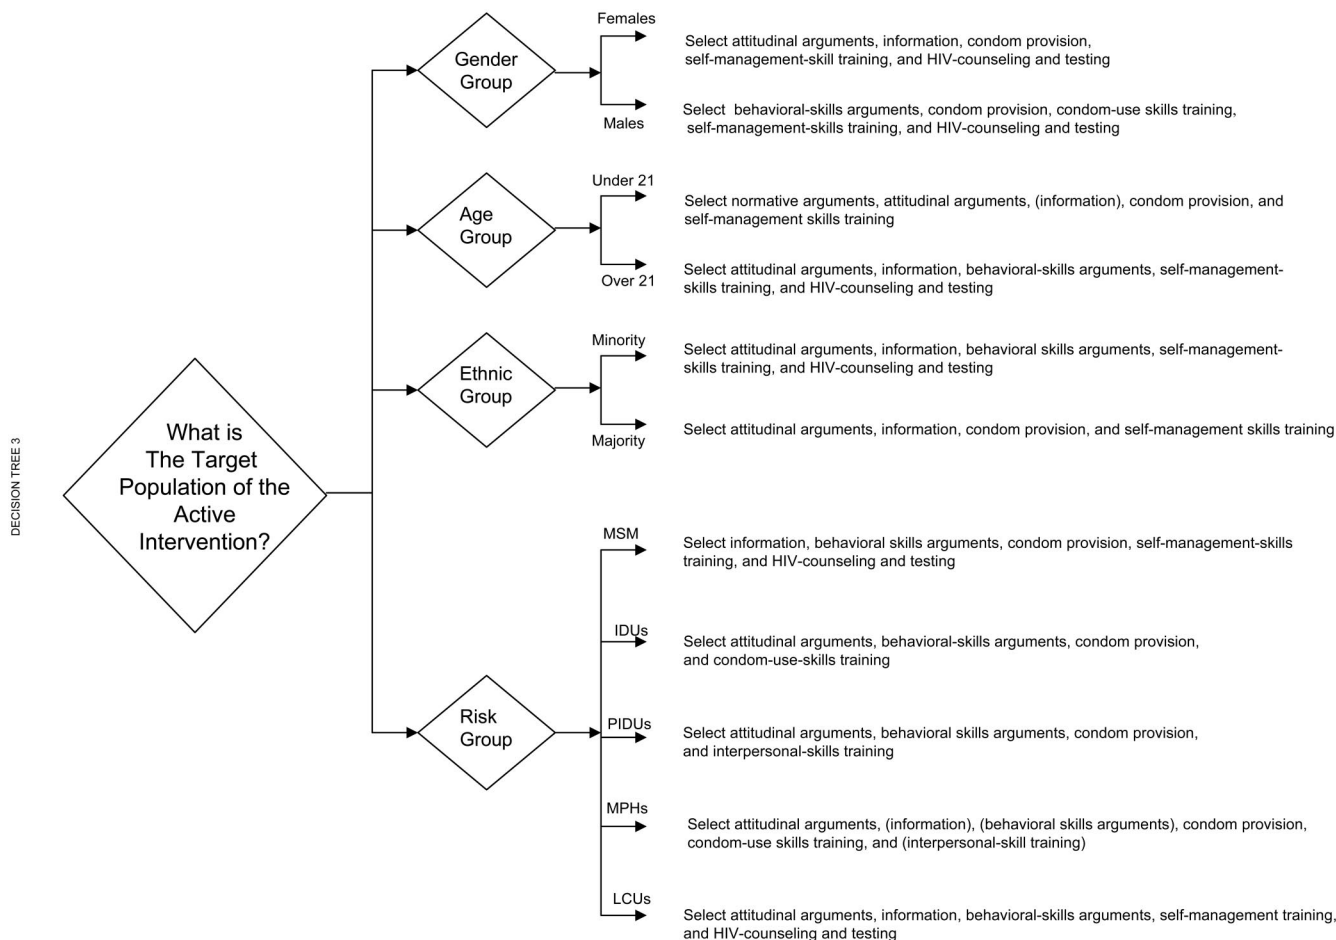 DECISION TREE 3
What is
The Target
Population of the
Active
Intervention?
Gender
Group
Females
Select attitudinal arguments, information, condom provision,
self-management-skill training, and HIV-counseling and testing
Males
Select behavioral-skills arguments, condom provision, condom-use skills training,
self-management-skills training, and HIV-counseling and testing
Age
Group
Under 21
Select normative arguments, attitudinal arguments, (information), condom provision, and
self-management skills training
Over 21
Select attitudinal arguments, information, behavioral-skills arguments, self-management-
skills training, and HIV-counseling and testing
Ethnic
Group
Minority
Select attitudinal arguments, information, behavioral skills arguments, self-management-
skills training, and HIV-counseling and testing
Majority
Select attitudinal arguments, information, condom provision, and self-management skills training
Risk
Group
MSM
Select information, behavioral skills arguments, condom provision, self-management-skills
training, and HIV-counseling and testing
IDUs
Select attitudinal arguments, behavioral-skills arguments, condom provision,
and condom-use-skills training
PIDUs
Select attitudinal arguments, behavioral skills arguments, condom provision,
and interpersonal-skills training
MPHs
Select attitudinal arguments, (information), (behavioral skills arguments), condom provision,
condom-use skills training, and (interpersonal-skill training)
LCUs
Select attitudinal arguments, information, behavioral-skills arguments, self-management training,
and HIV-counseling and testing